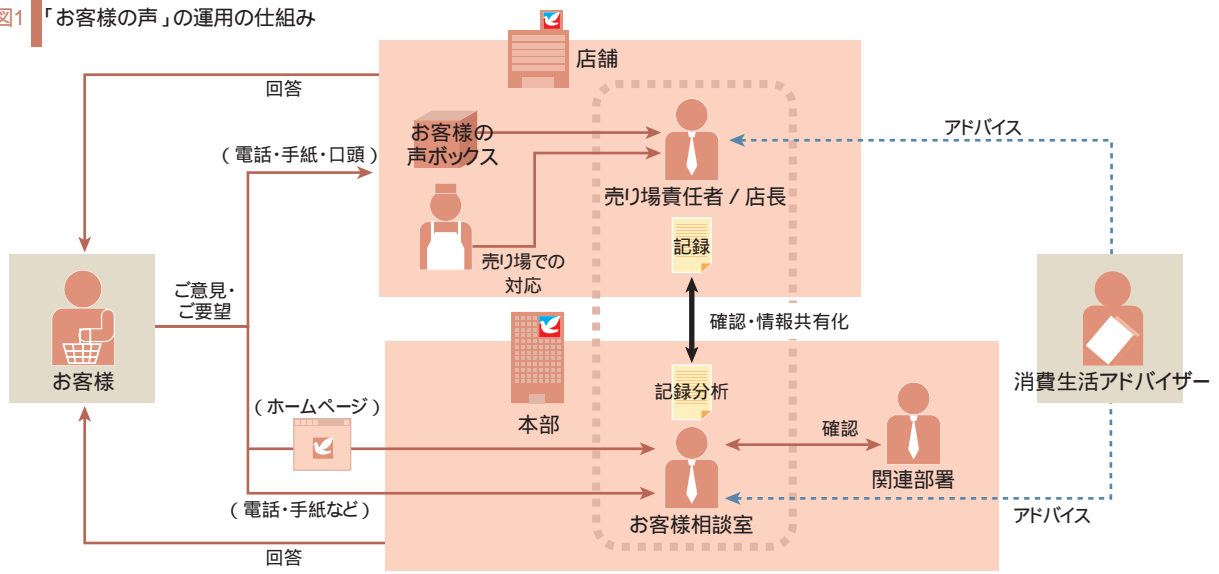 図1 「お客様の声」の運用の仕組み
店舗
回答
お客様の
声ボックス
アドバイス
(電話・手紙・口頭)
売り場責任者 / 店長
記録
売り場での
対応
ご意見・
ご要望
確認・情報共有化
お客様
消費生活アドバイザー
記録分析
(ホームページ)
本部
確認
関連部署
(電話・手紙など)
お客様相談室
アドバイス
回答